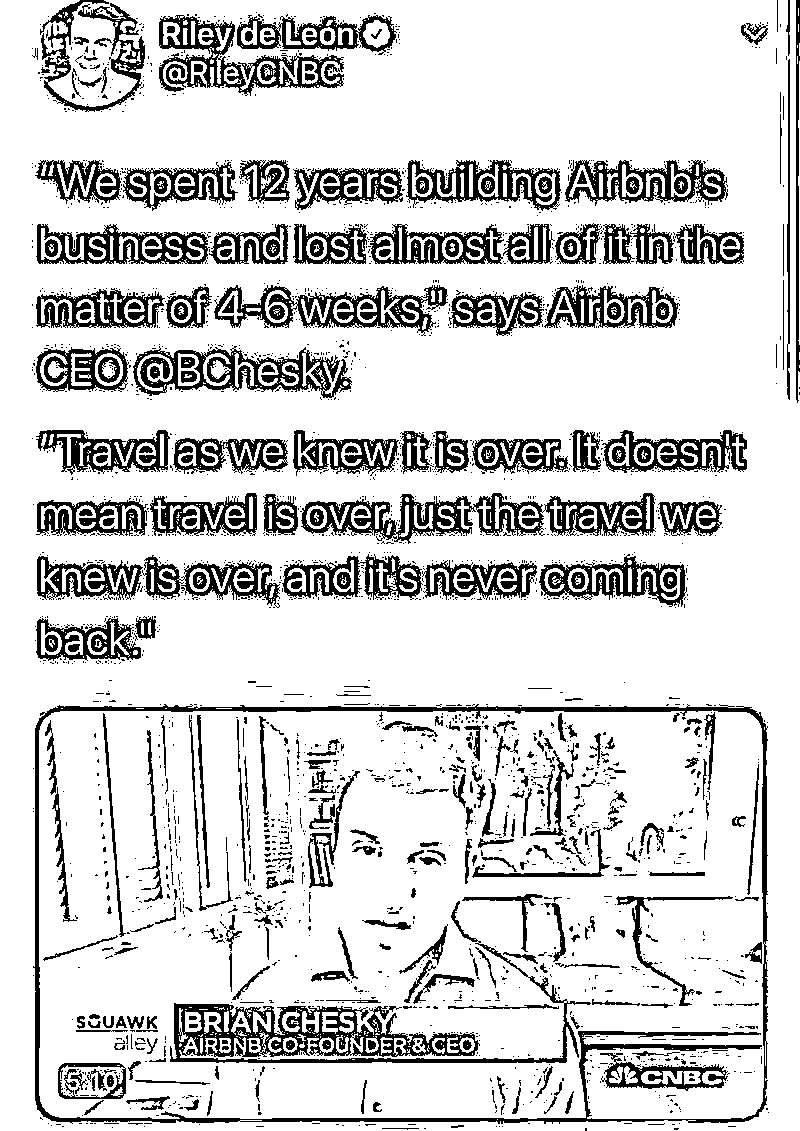 Riley de León
@RileyCNBC
"We spent 12 years building Airbnb's
business and lost almost all of it in the
matter of 4-6 weeks," says Airbnb
CEO @BChesky.
"Travel as we knew it is over. It doesn't
mean travel is over, just the travel we
knew is over, and it's never coming
back."
SQUAWK
alley
BRIAN CHESKY
AIRBNB CO-FOUNDER & CEO
5:10
CNBC